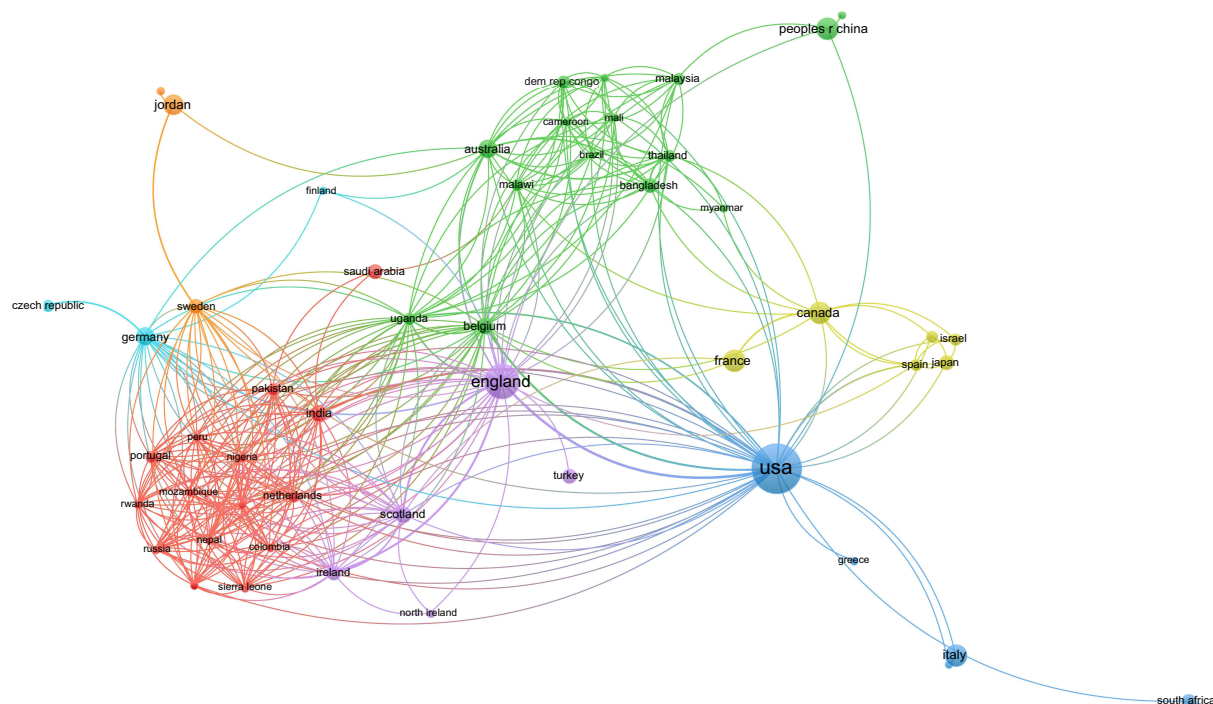 peoples r china
malaysia
dem rep congo
jordan
mali
cameroon
australia
brazil
thailand
malawi
bangladesh
finland
myanmar
saudi arabia
czech republic
sweden
canada
uganda
belgium
germany
israel
france
spain
japan
england
pakistan
india
peru
portugal
nigeria
usa
turkey
mozambique
netherlands
rwanda
scotland
nepal
russia
colombia
greece
ireland
sierra leone
north ireland
italy
south africa